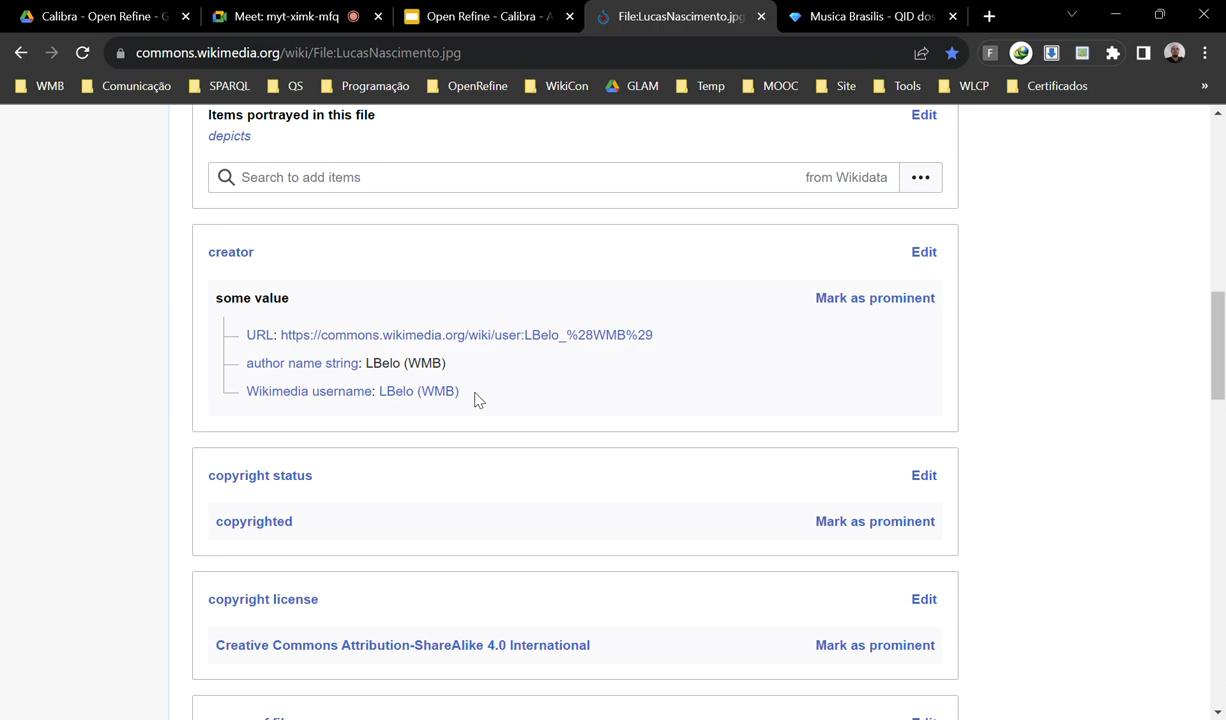 Calibra - Open Refine - G
Meet: myt-ximk-mfq
Open Refine - Calibra - A
File:LucasNascimento.jpg
Musica Brasilis - QID dos
commons.wikimedia.org/wiki/File:LucasNascimento.jpg
WMB Comunicação SPARQL QS Programação OpenRefine WikiCon GLAM Temp MOOC Site Tools WLCP Certificados »
Items portrayed in this file Edit
depicts
Search to add items from Wikidata
creator Edit
some value Mark as prominent
URL: https://commons.wikimedia.org/wiki/user:LBelo_%28WMB%29
author name string: LBelo (WMB)
Wikimedia username: LBelo (WMB)
copyright status Edit
copyrighted Mark as prominent
copyright license Edit
Creative Commons Attribution-ShareAlike 4.0 International Mark as prominent